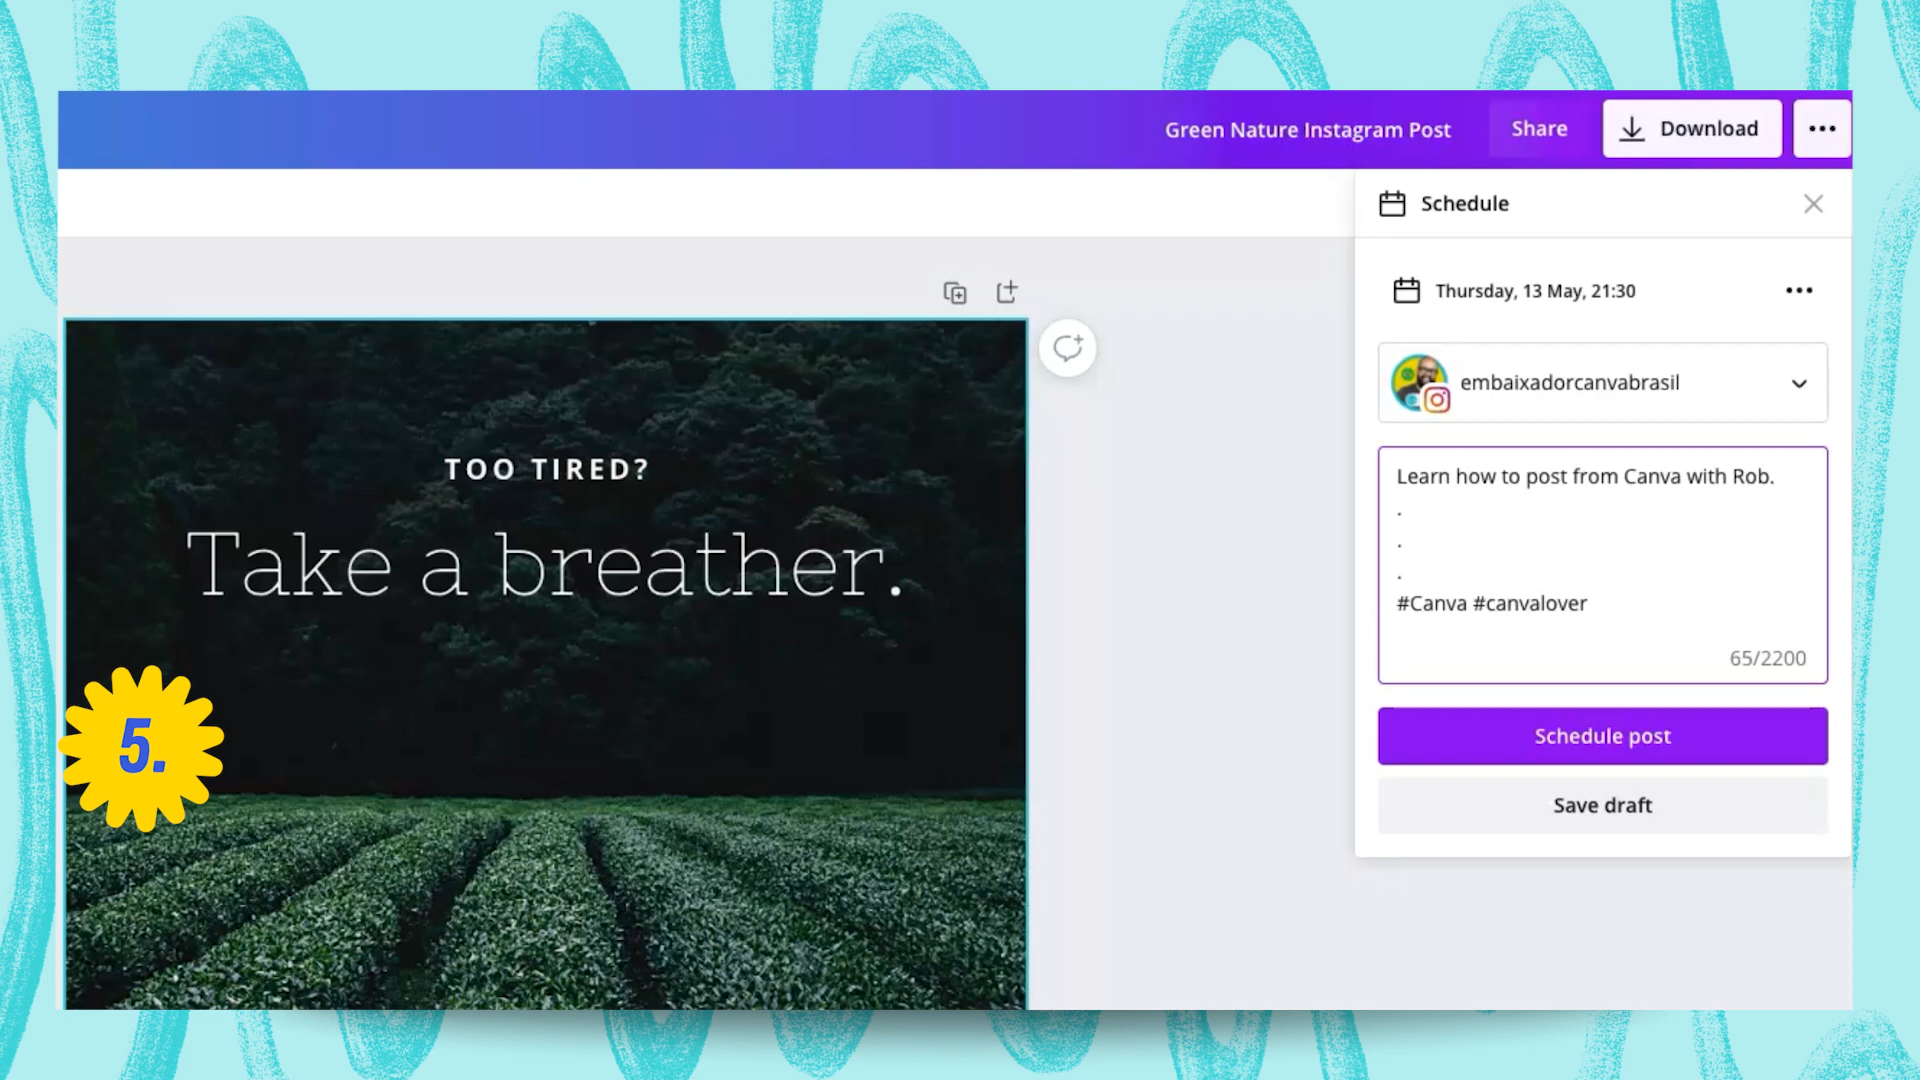 Green Nature Instagram Post
Share
Download
Schedule
Thursday, 13 May, 21:30
embaixadorcanvabrasil
Learn how to post from Canva with Rob.
.
.
.
#Canva #canvalover
65/2200
Schedule post
Save draft
TOO TIRED?
Take a breather.
5.